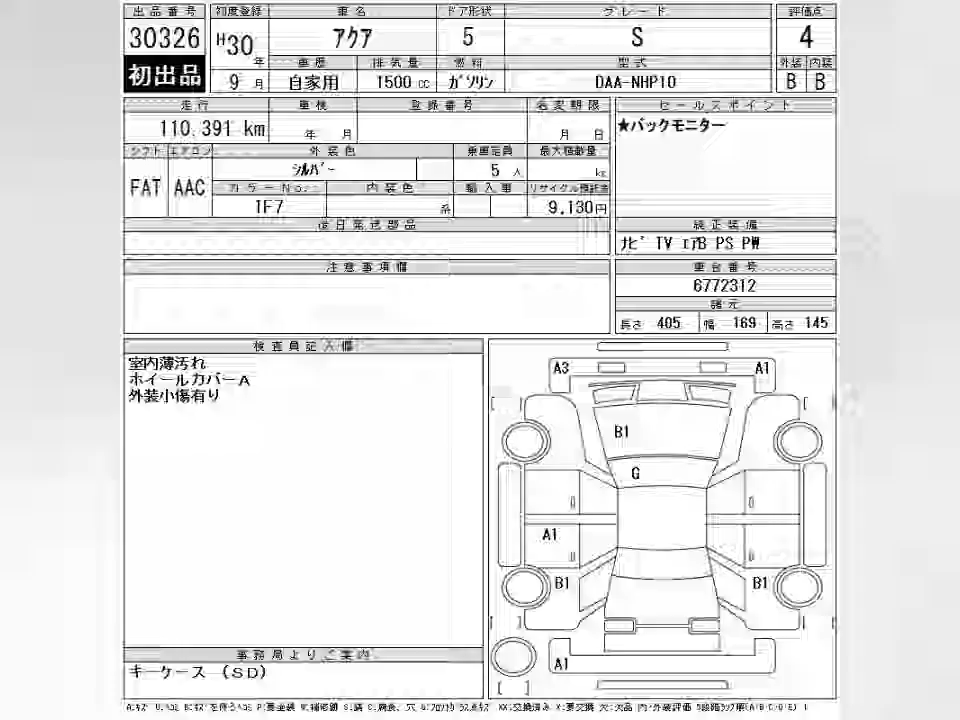 出品番号 初度登録 車名 ドア形状 グレード 評価点
30326 H30年 アクア 5 S 4
初出品 9月 車歴 排気量 燃料 型式 外装 内装
自家用 1500cc ガソリン DAA-NHP10 B B
走行 車検 登録番号 名変期限 セールスポイント
110,391 km 年 月 月 日 ★バックモニター
シフト エアコン 外装色 乗車定員 最大積載量
FAT AAC シルバー 5人 kg
カラーNo. 内装色 輸入車 リサイクル預託金
1F7 系 9,130円
後日発送部品 純正装備
ナビ TV エアB PS PW
注意事項欄 車台番号
6772312
諸元
長さ 405 幅 169 高さ 145
検査員記入欄
室内薄汚れ
ホイールカバーA
外装小傷有り
A3 A1
B1
G
A1
B1 B1
A1
事務局よりご案内
キーケース (SD)